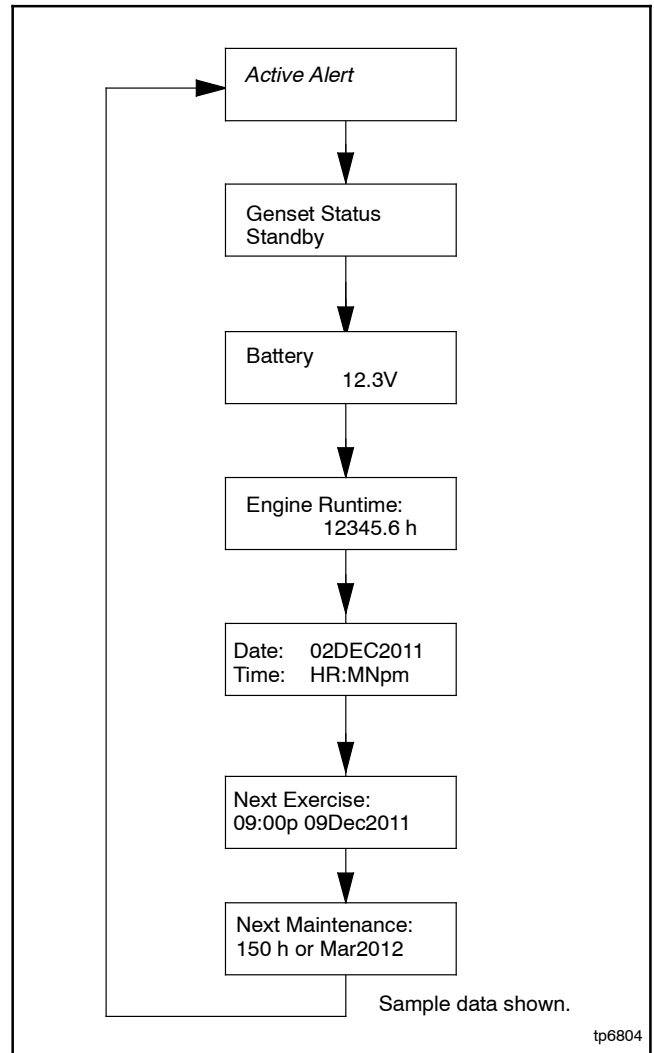 Active Alert
Genset Status
Standby
Battery
12.3V
Engine Runtime:
12345.6 h
Date: 02DEC2011
Time: HR:MNpm
Next Exercise:
09:00p 09Dec2011
Next Maintenance:
150 h or Mar2012
Sample data shown.
tp6804